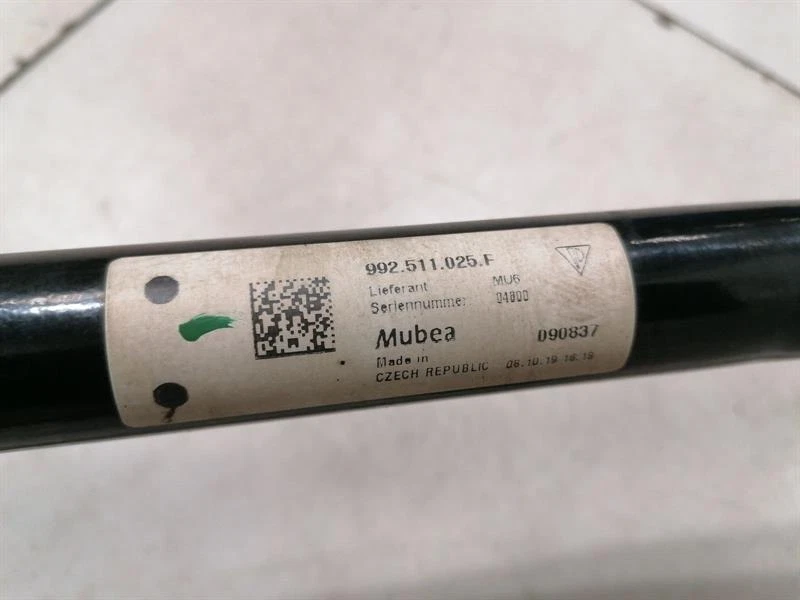 992.511.025.F
Lieferant MU6
Seriennummer 04800
Mubea 090837
Made in
CZECH REPUBLIC 06.10.19 16:19